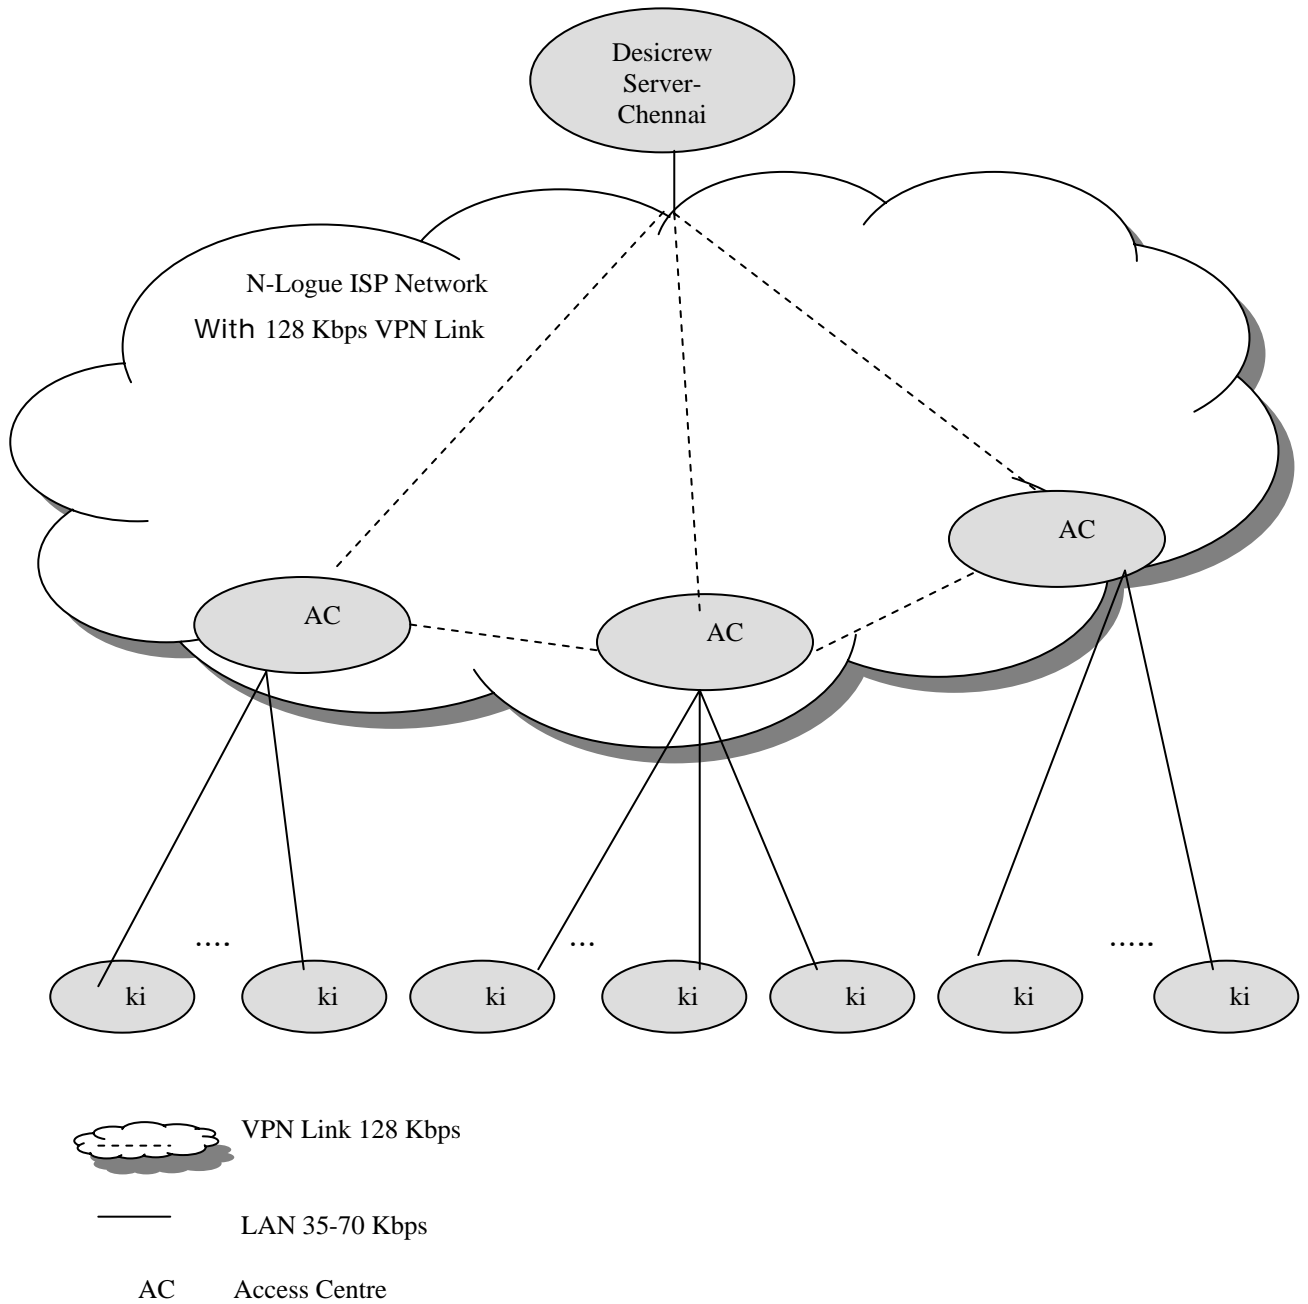 Desicrew
Server-
Chennai
N-Logue ISP Network
With 128 Kbps VPN Link
AC
AC
AC
....
...
.....
ki
ki
ki
ki
ki
ki
ki
VPN Link 128 Kbps
LAN 35-70 Kbps
AC Access Centre